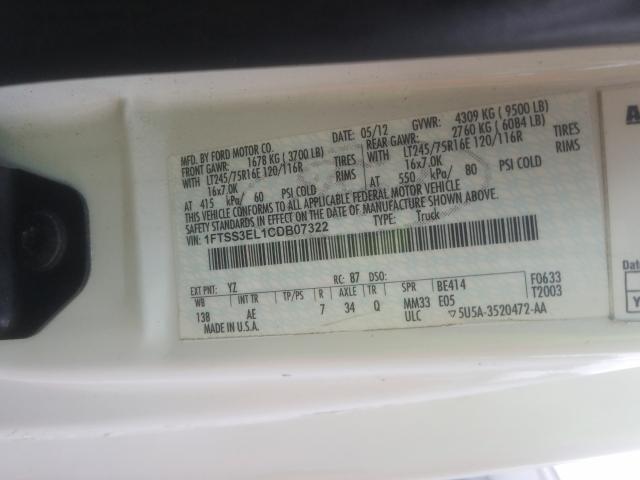 MFD. BY FORD MOTOR CO.
DATE: 05/12 GVWR: 4309 KG ( 9500 LB)
FRONT GAWR: 1678 KG ( 3700 LB) REAR GAWR: 2760 KG ( 6084 LB)
WITH LT245/75R16E 120/116R TIRES WITH LT245/75R16E 120/116R TIRES
16x7.0K RIMS 16x7.0K RIMS
AT 415 kPa/ 60 PSI COLD AT 550 kPa/ 80 PSI COLD
THIS VEHICLE CONFORMS TO ALL APPLICABLE FEDERAL MOTOR VEHICLE
SAFETY STANDARDS IN EFFECT ON THE DATE OF MANUFACTURE SHOWN ABOVE.
VIN: 1FTSS3EL1CDB07322 TYPE: Truck
EXT PNT: YZ RC: 87 DSO: F0633
WB INT TR TP/PS R AXLE TR SPR BE414 T2003
138 AE 7 34 Q MM33 E05
MADE IN U.S.A. ULC ▽5U5A-3520472-AA